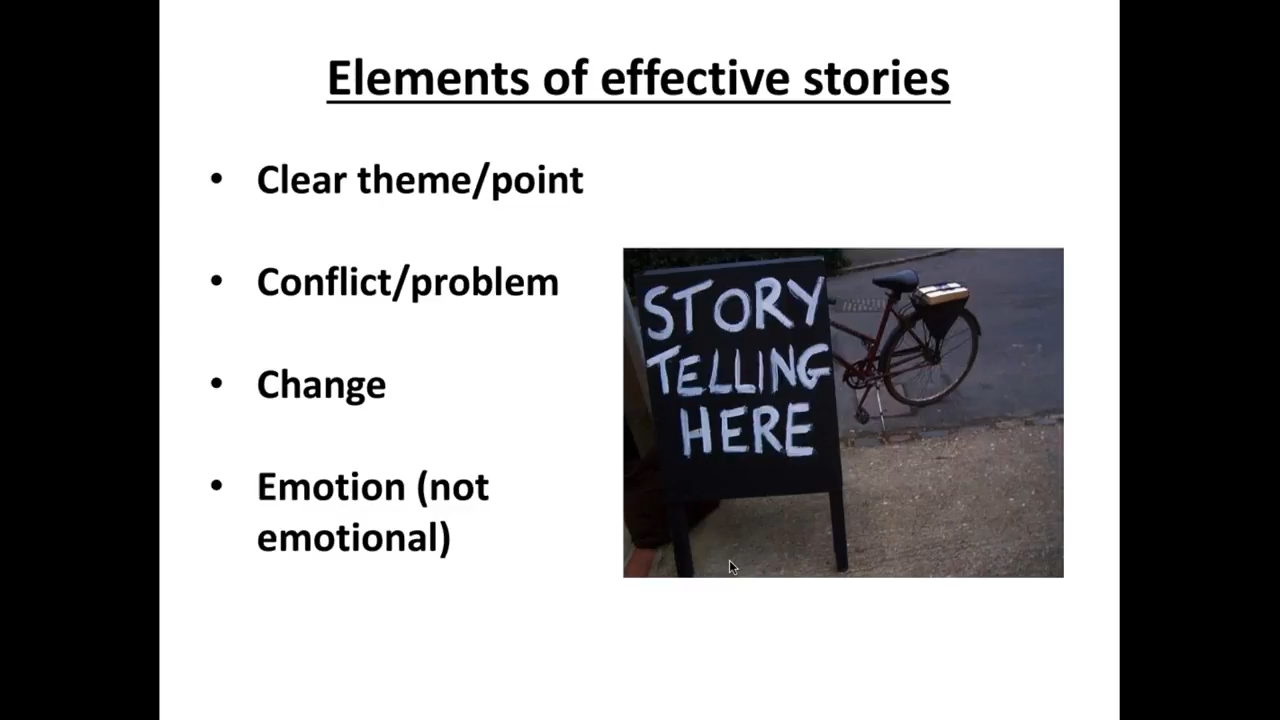 Elements of effective stories
• Clear theme/point
• Conflict/problem
• Change
• Emotion (not
emotional)
STORY
TELLING
HERE